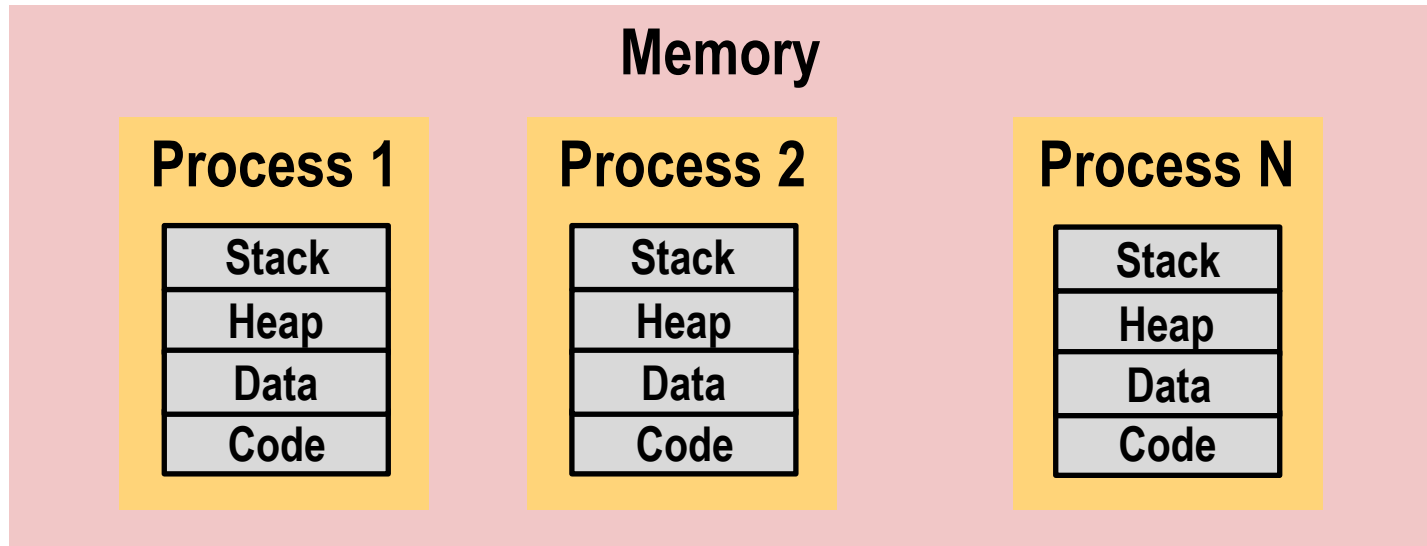 Memory
Process 1
Stack
Heap
Data
Code
Process 2
Stack
Heap
Data
Code
Process N
Stack
Heap
Data
Code